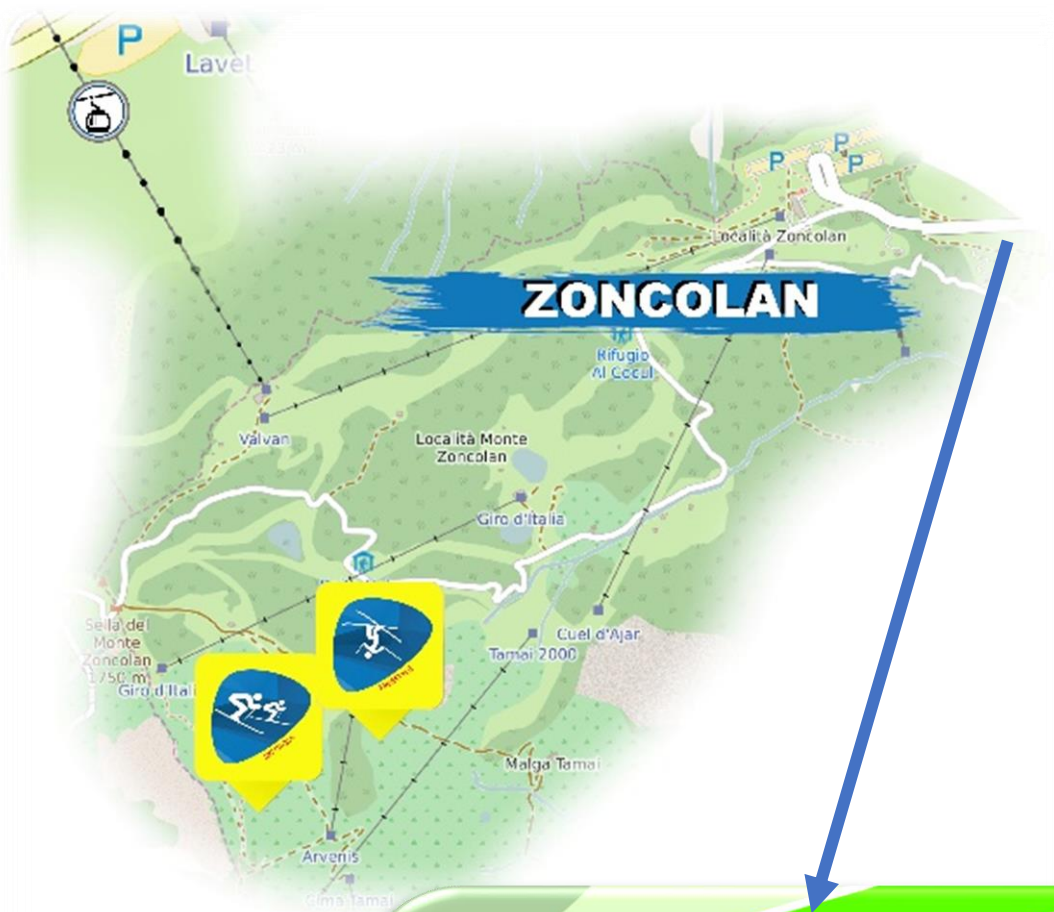 P
Lavet
P
P
P
Località Zoncolan
ZONCOLAN
Rifugio
Al Cocul
Valvan
Località Monte
Zoncolan
Giro d'Italia
Sella del
Monte
Zoncolan
1750 m
Giro d'Itali
Cuel d'Ajar
Tamai 2000
Malga Tamai
Arvenis
Cima Tamai